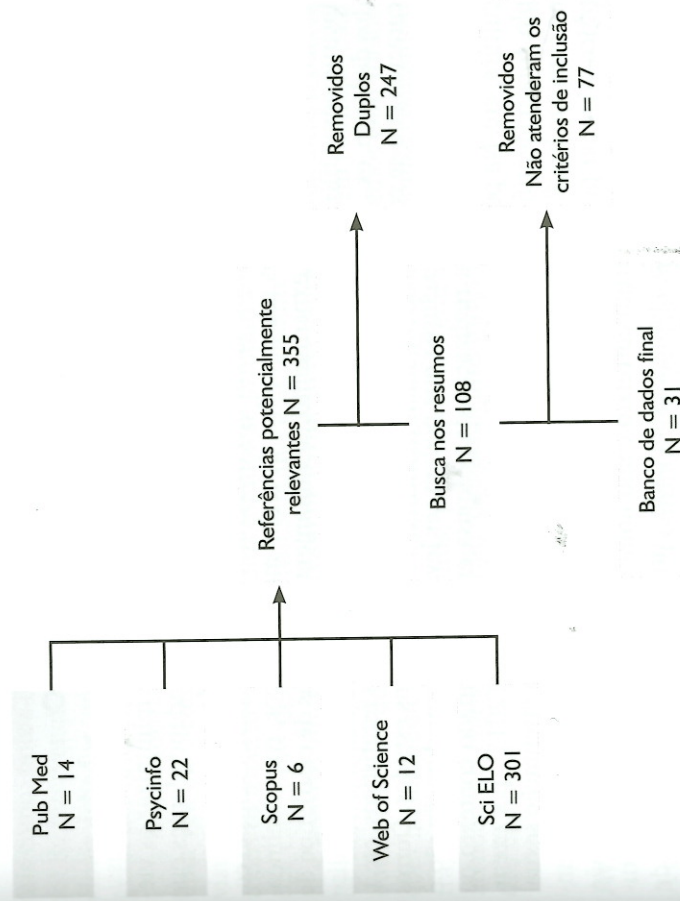 Pub Med
N = 14
Psycinfo
N = 22
Scopus
N = 6
Web of Science
N = 12
Sci ELO
N = 301
Referências potencialmente
relevantes N = 355
Removidos
Duplos
N = 247
Busca nos resumos
N = 108
Removidos
Não atenderam os
critérios de inclusão
N = 77
Banco de dados final
N = 31